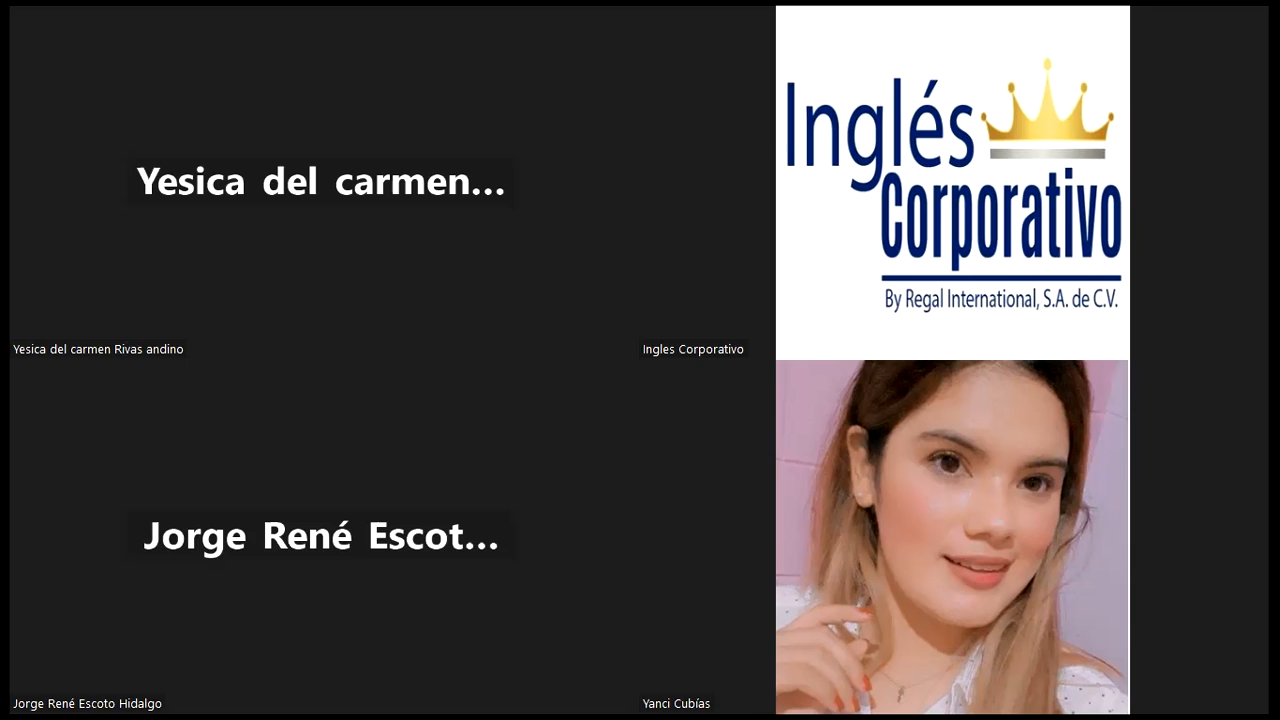 Yesica del carmen...
Yesica del carmen Rivas andino
Inglés
Corporativo
By Regal International, S.A. de C.V.
Ingles Corporativo
Jorge René Escot...
Jorge René Escoto Hidalgo
Yanci Cubías